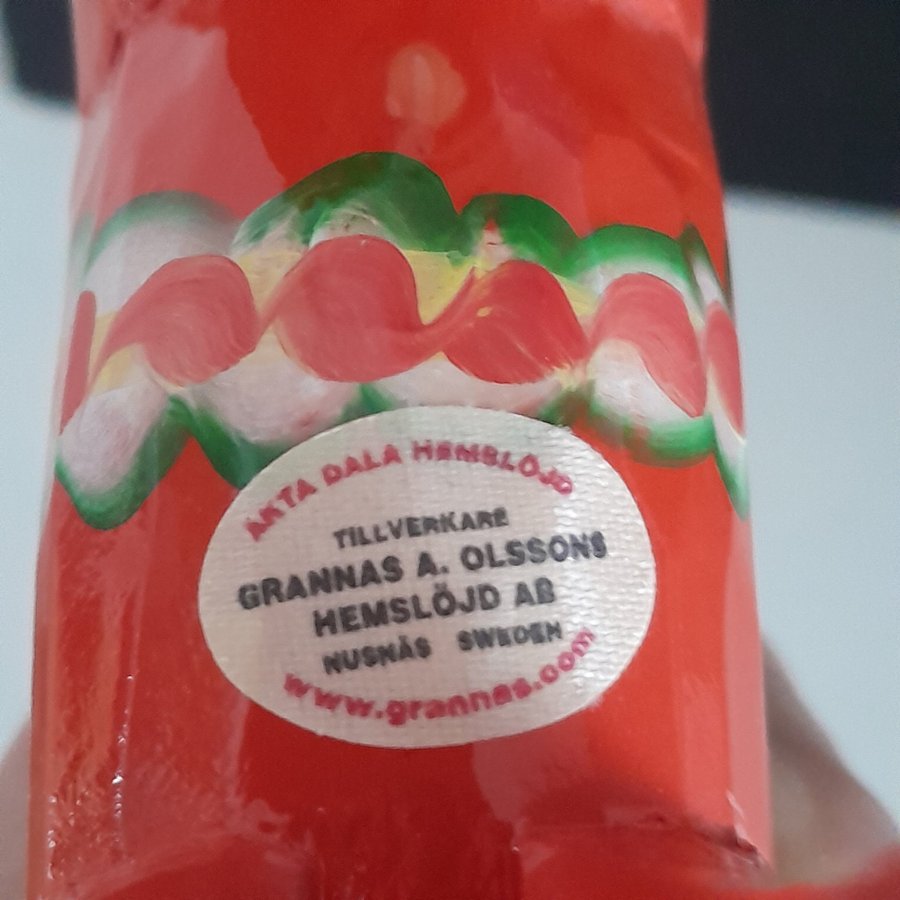 ÄKTA DALA HEMSLÖJD
TILLVERKARE
GRANNAS A. OLSSONS
HEMSLÖJD AB
NUSNÄS SWEDEN
www.grannas.com